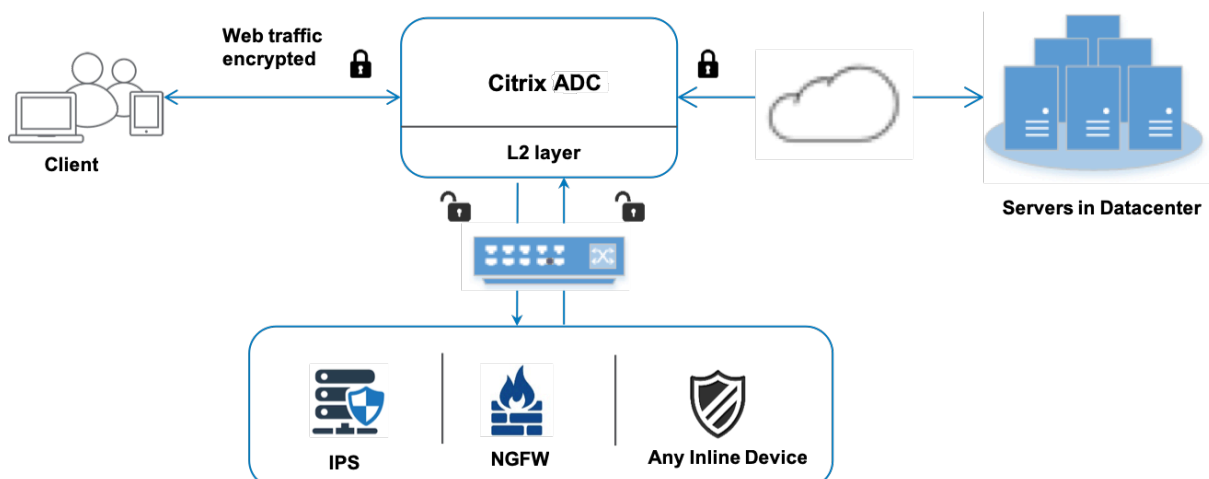 Web traffic
encrypted
Citrix ADC
L2 layer
Client
Servers in Datacenter
IPS
NGFW
Any Inline Device